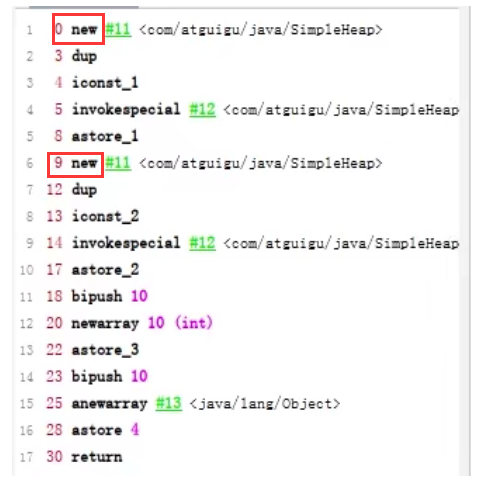 1 0 new #11 <com/atguigu/java/SimpleHeap>
2 3 dup
3 4 iconst_1
4 5 invokespecial #12 <com/atguigu/java/SimpleHeap
5 8 astore_1
6 9 new #11 <com/atguigu/java/SimpleHeap>
7 12 dup
8 13 iconst_2
9 14 invokespecial #12 <com/atguigu/java/SimpleHeap
10 17 astore_2
11 18 bipush 10
12 20 newarray 10 (int)
13 22 astore_3
14 23 bipush 10
15 25 anewarray #13 <java/lang/Object>
16 28 astore 4
17 30 return